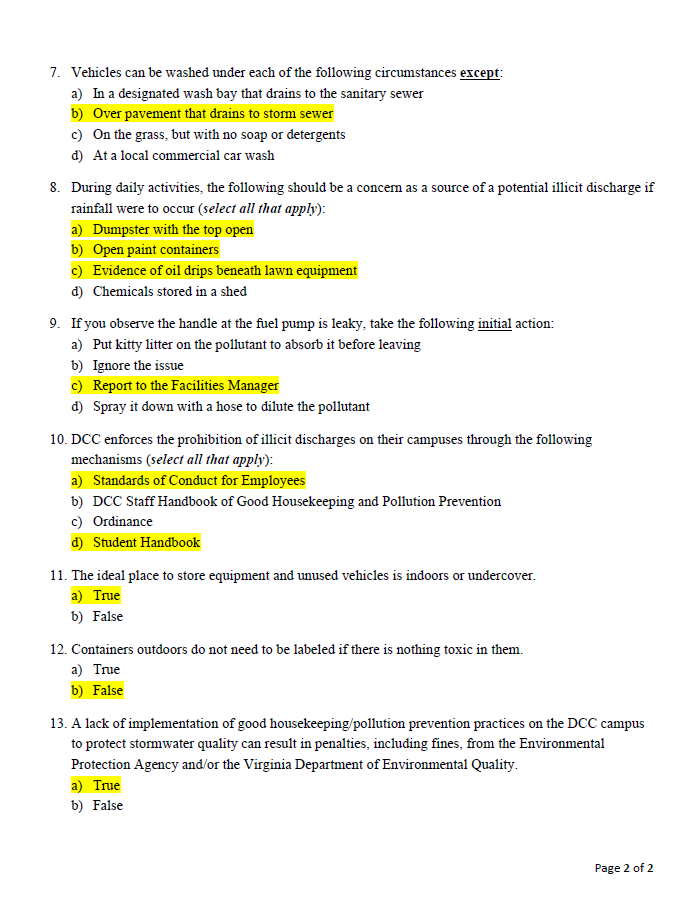 7. Vehicles can be washed under each of the following circumstances except:
a) In a designated wash bay that drains to the sanitary sewer
b) Over pavement that drains to storm sewer
c) On the grass, but with no soap or detergents
d) At a local commercial car wash
8. During daily activities, the following should be a concern as a source of a potential illicit discharge if
rainfall were to occur (select all that apply):
a) Dumpster with the top open
b) Open paint containers
c) Evidence of oil drips beneath lawn equipment
d) Chemicals stored in a shed
9. If you observe the handle at the fuel pump is leaky, take the following initial action:
a) Put kitty litter on the pollutant to absorb it before leaving
b) Ignore the issue
c) Report to the Facilities Manager
d) Spray it down with a hose to dilute the pollutant
10. DCC enforces the prohibition of illicit discharges on their campuses through the following
mechanisms (select all that apply):
a) Standards of Conduct for Employees
b) DCC Staff Handbook of Good Housekeeping and Pollution Prevention
c) Ordinance
d) Student Handbook
11. The ideal place to store equipment and unused vehicles is indoors or undercover.
a) True
b) False
12. Containers outdoors do not need to be labeled if there is nothing toxic in them.
a) True
b) False
13. A lack of implementation of good housekeeping/pollution prevention practices on the DCC campus
to protect stormwater quality can result in penalties, including fines, from the Environmental
Protection Agency and/or the Virginia Department of Environmental Quality.
a) True
b) False
Page 2 of 2